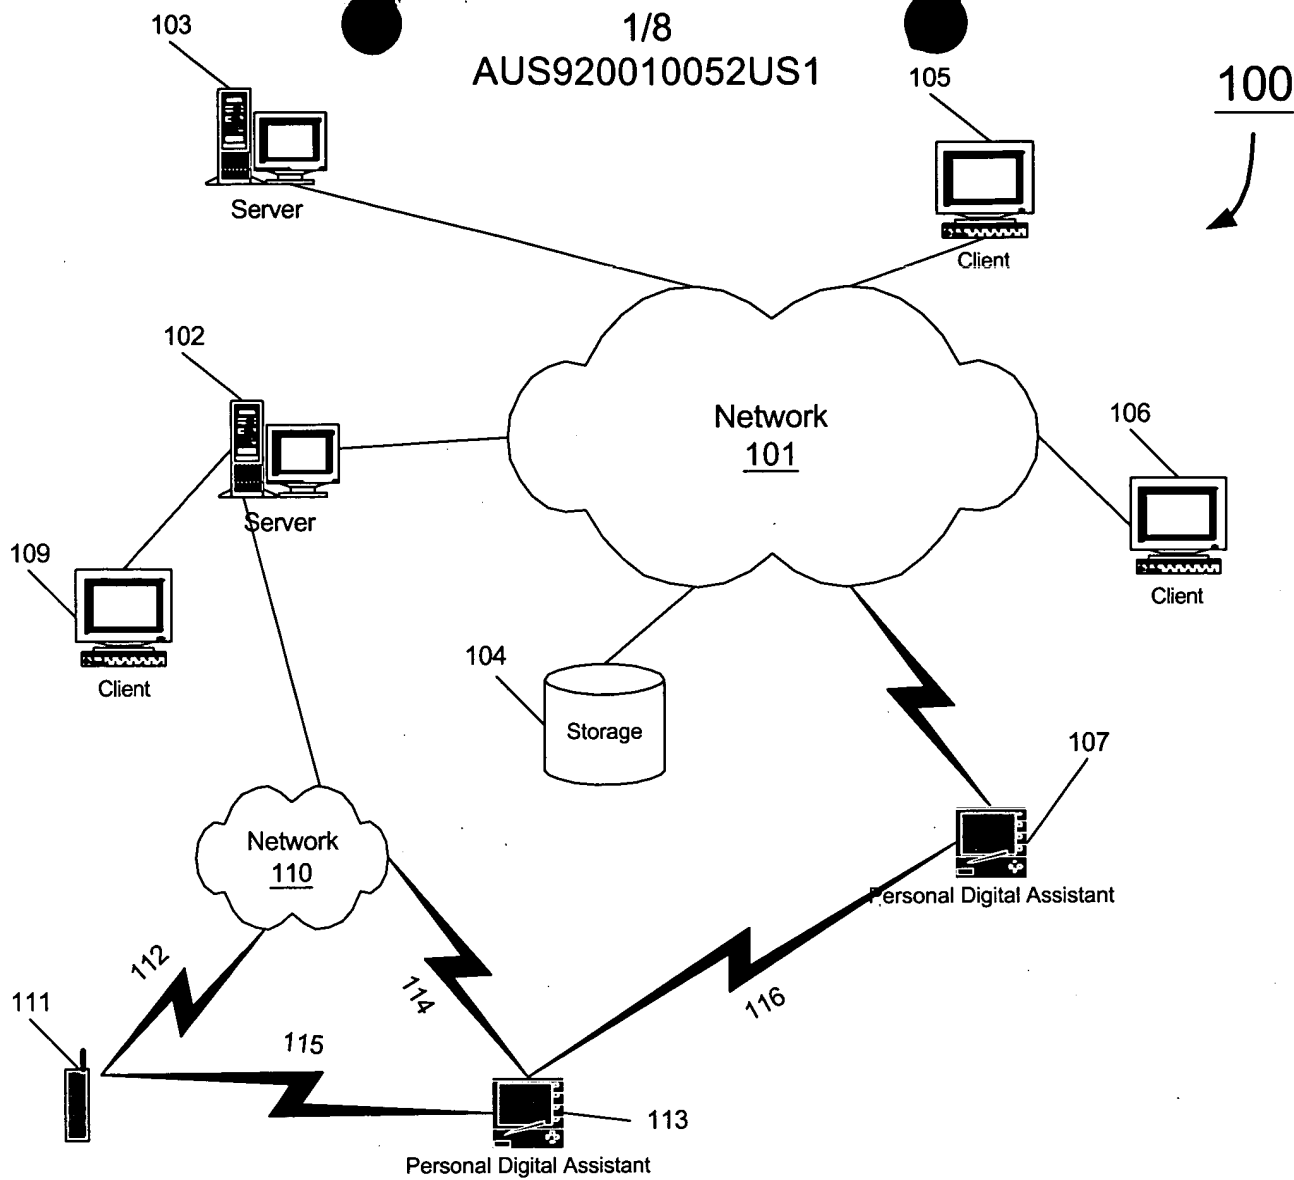 1/8
AUS920010052US1
103
105
100
Server
Client
102
106
Network
101
Server
109
Client
Client
104
Storage
107
Network
110
Personal Digital Assistant
112
114
116
111
115
113
Personal Digital Assistant